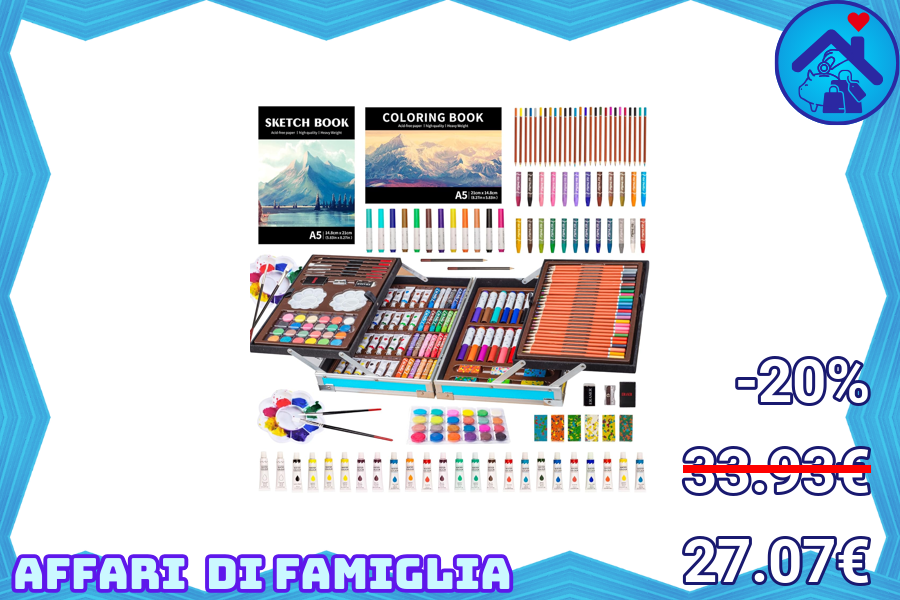 SKETCH BOOK
Acid free paper | high quality | Heavy Weight
A5 14.8cm x 21cm
(5.83in x 8.27in)
COLORING BOOK
Acid free paper | high quality | Heavy Weight
A5 21cm x 14.8cm
(8.27in x 5.83in)
-20%
33.93€
27.07€
AFFARI DI FAMIGLIA